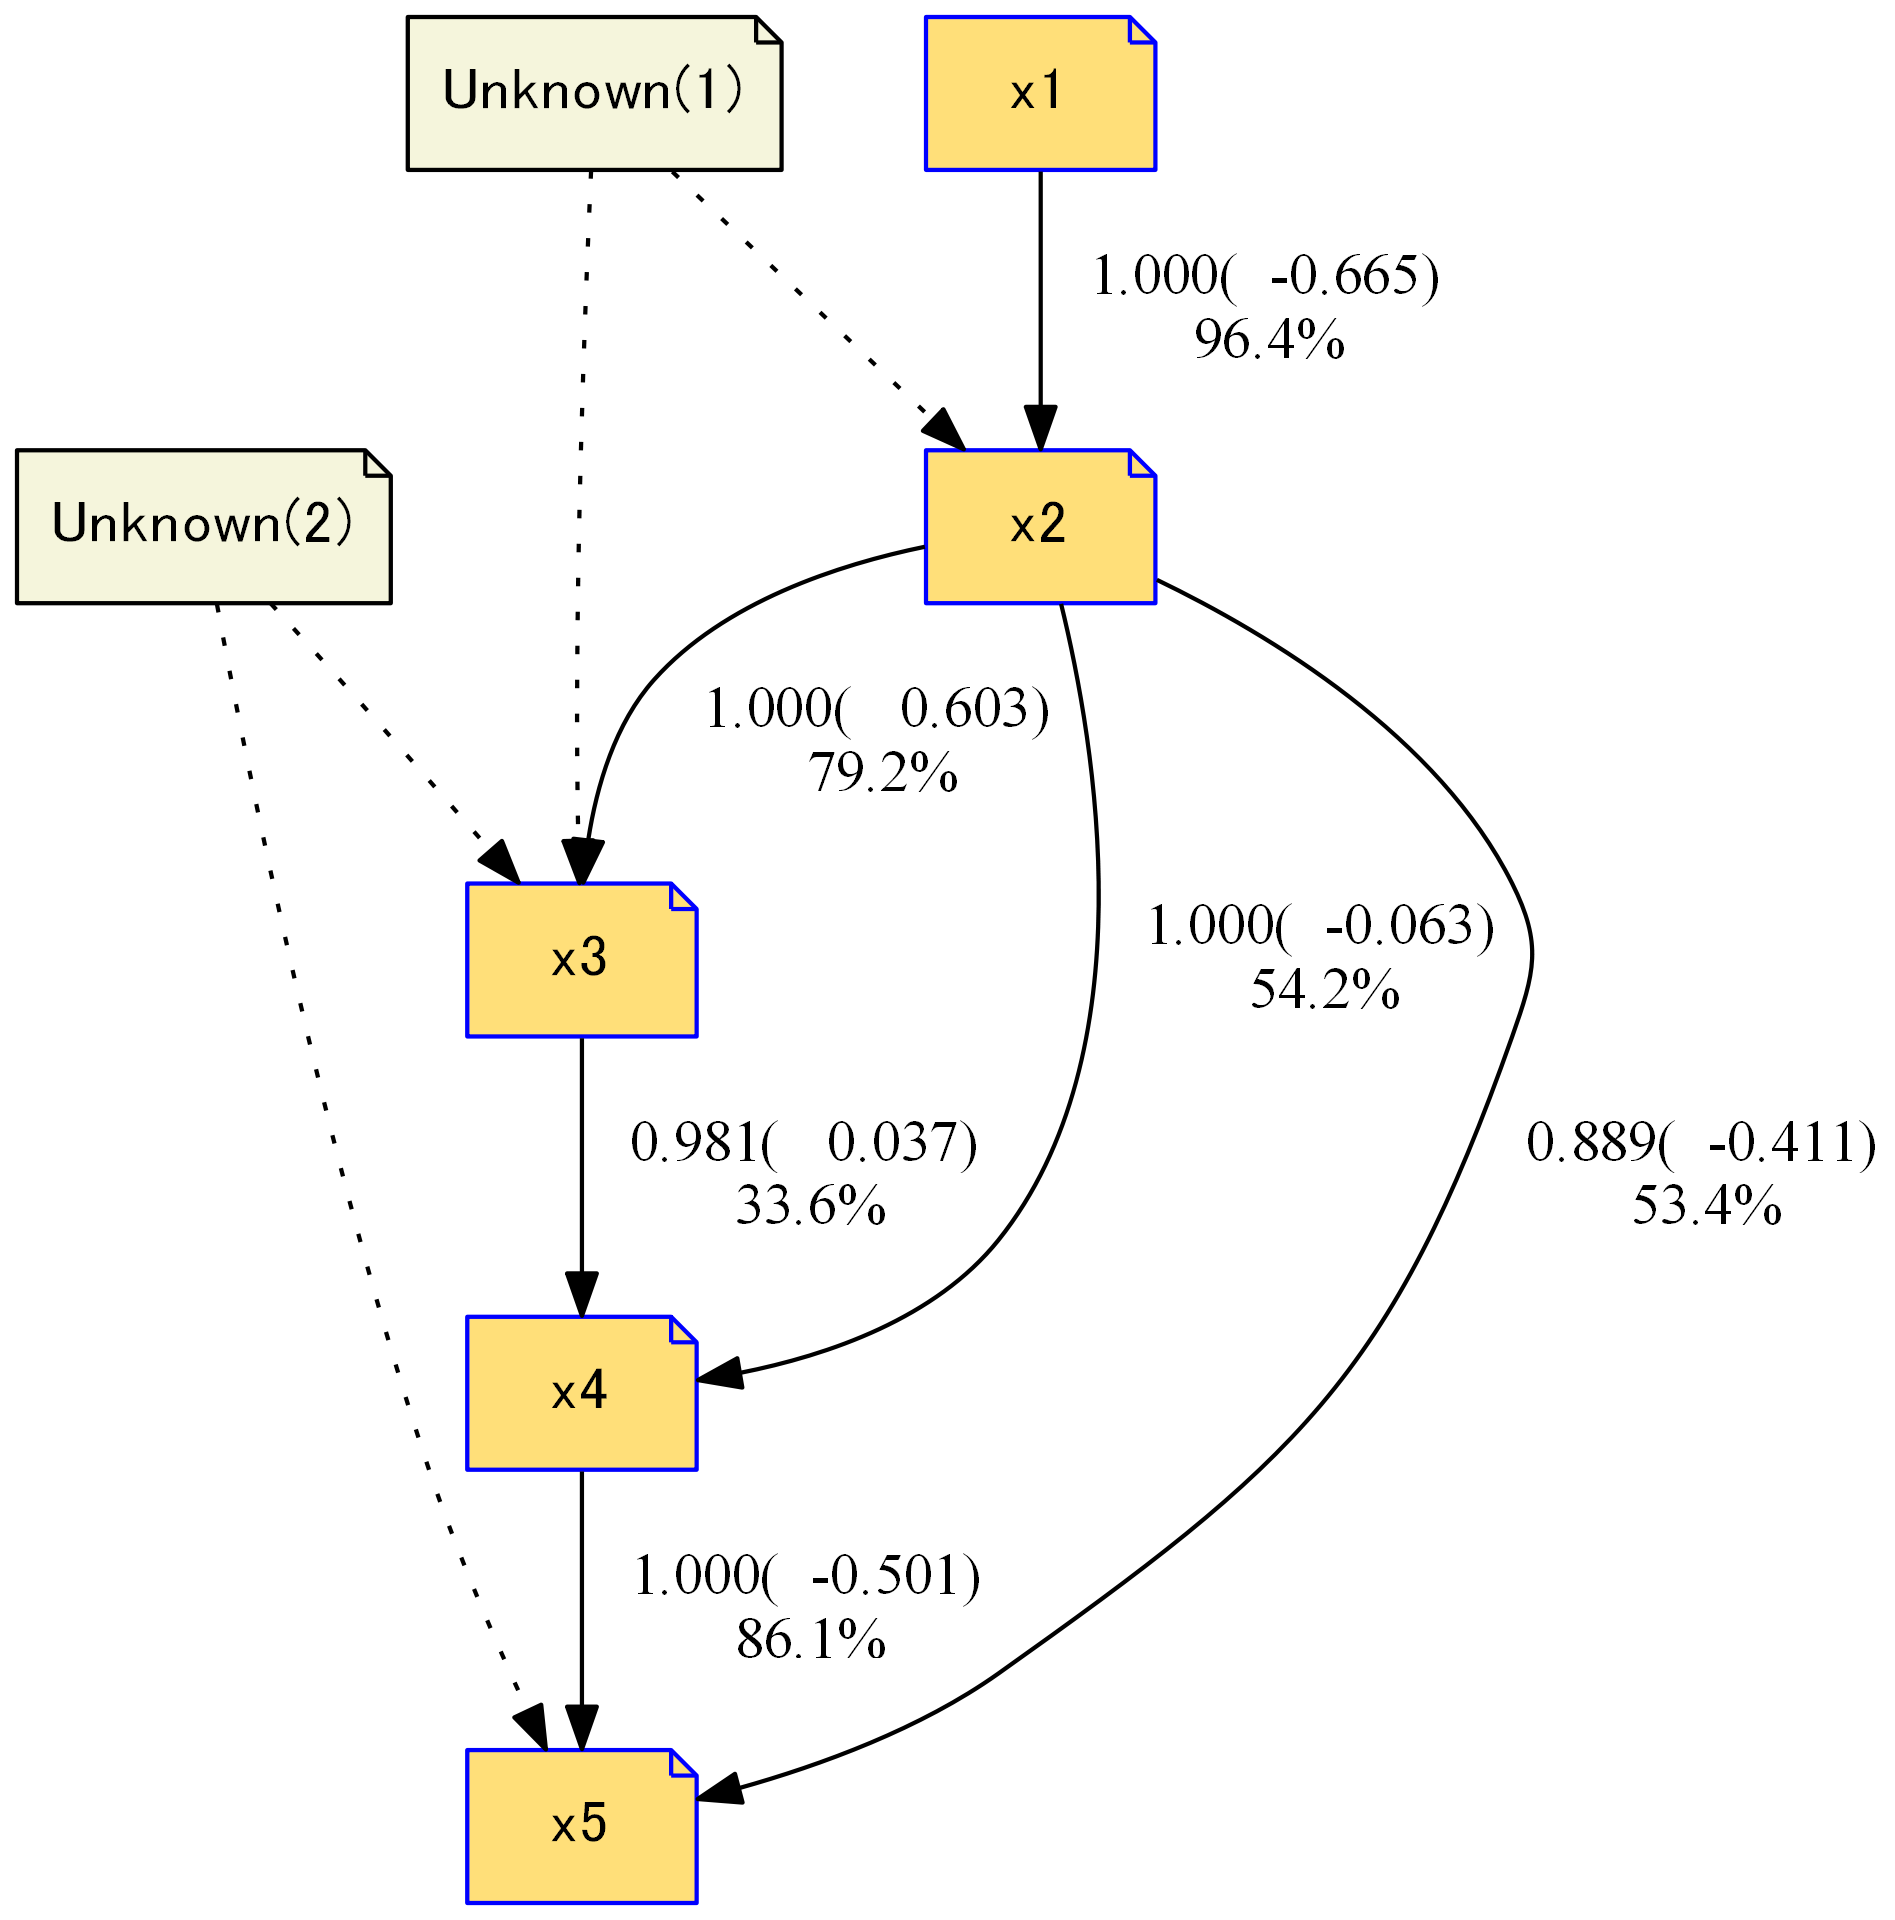 Unknown(1)
x1
1.000(  -0.665)
96.4%
Unknown(2)
x2
1.000(   0.603)
79.2%
x3
1.000(  -0.063)
54.2%
0.981(   0.037)
33.6%
0.889(  -0.411)
53.4%
x4
1.000(  -0.501)
86.1%
x5